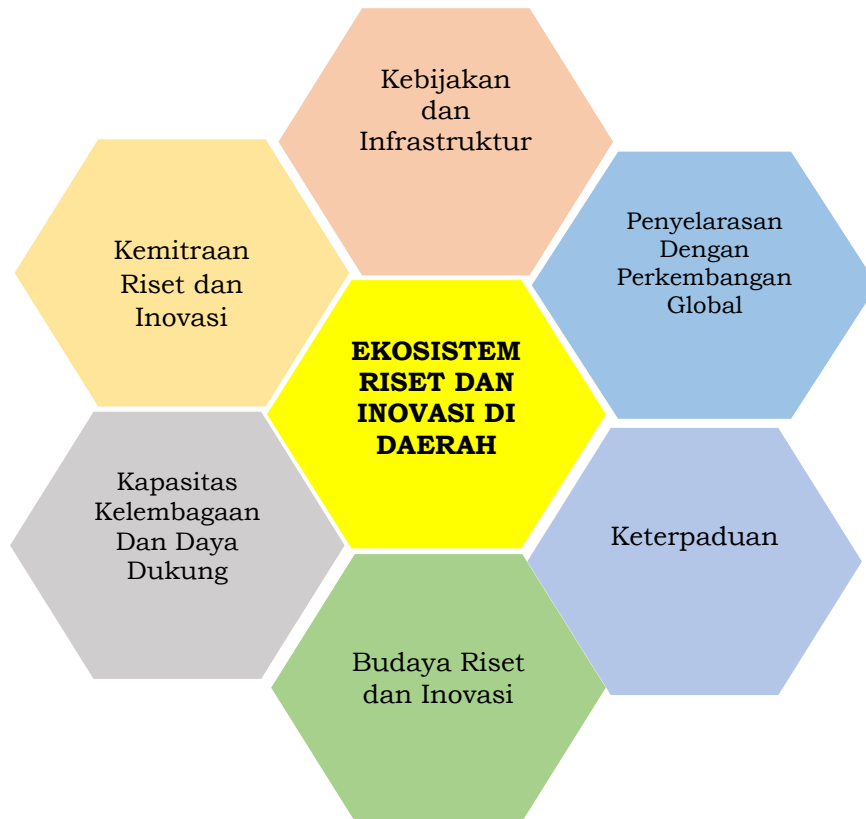 Kebijakan
dan
Infrastruktur
Penyelarasan
Dengan
Perkembangan
Global
Kemitraan
Riset dan
Inovasi
EKOSISTEM
RISET DAN
INOVASI DI
DAERAH
Kapasitas
Kelembagaan
Dan Daya
Dukung
Keterpaduan
Budaya Riset
dan Inovasi